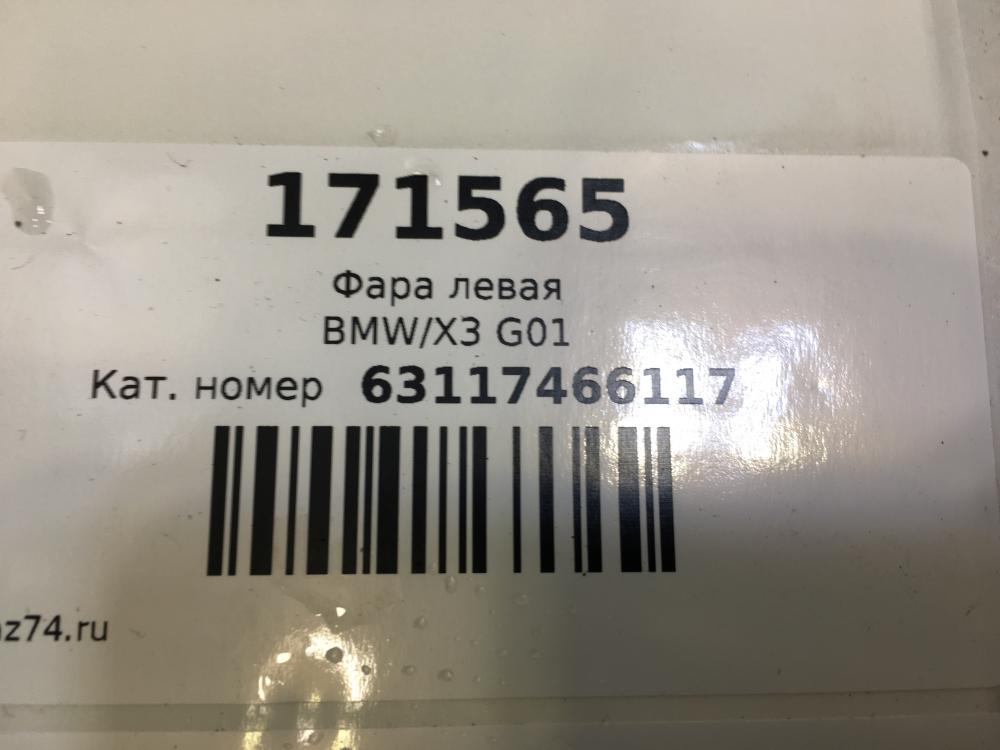 171565
Фара левая
BMW/X3 G01
Кат. номер 63117466117
z74.ru